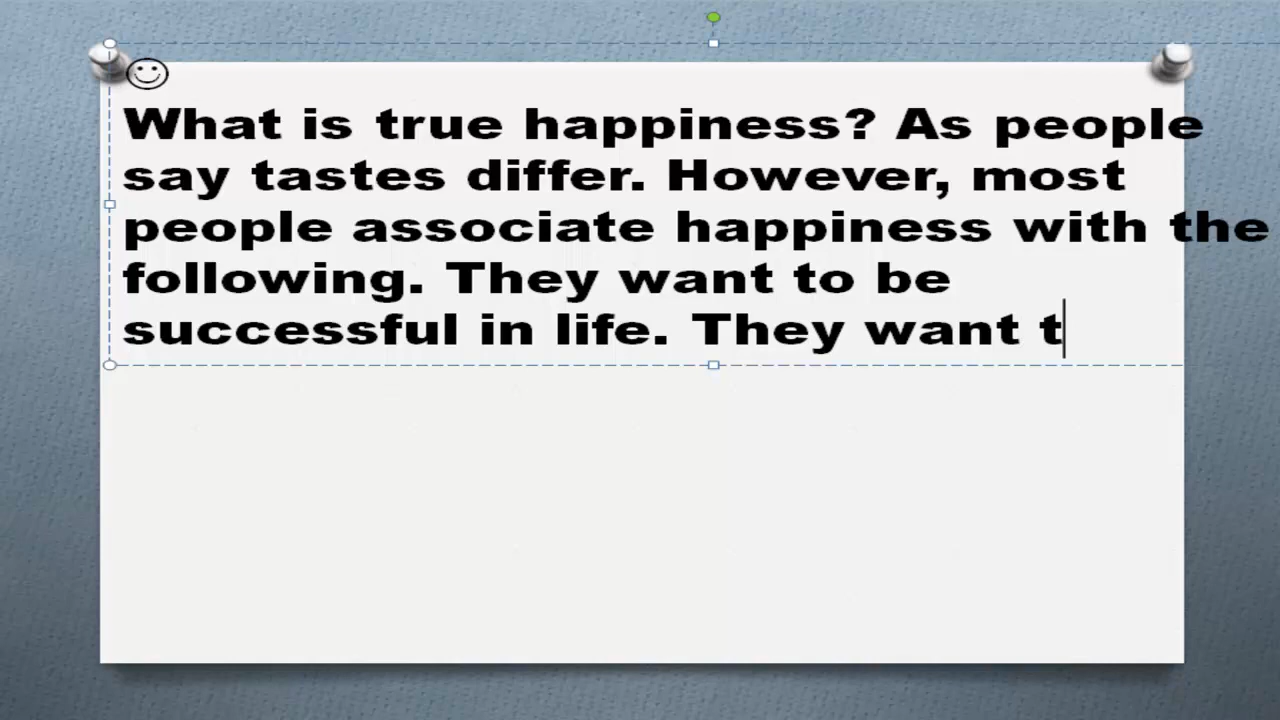 What is true happiness? As people
say tastes differ. However, most
people associate happiness with the
following. They want to be
successful in life. They want t